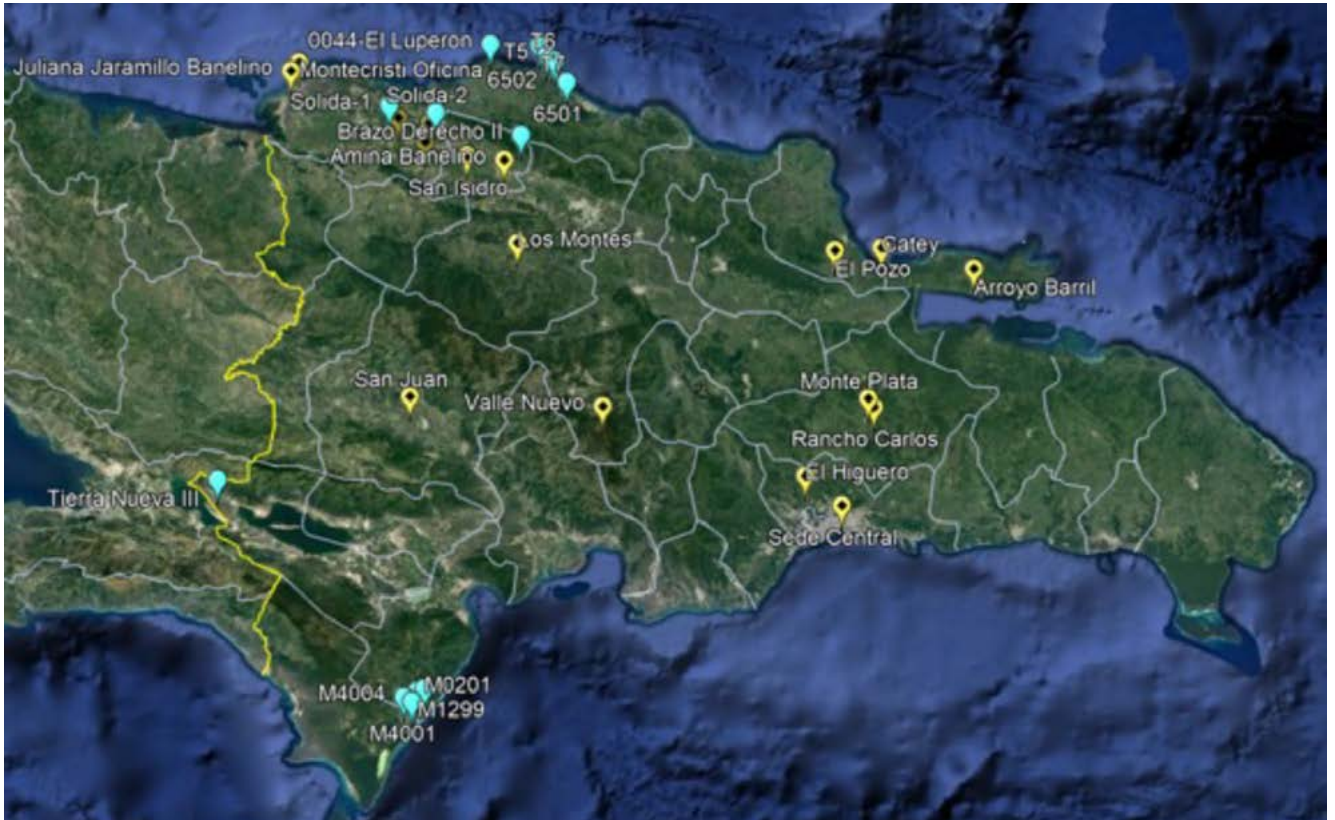 0044-El Luperon
T6
T5
Juliana Jaramillo Banelino
Montecristi Oficina
6502
Solida-1
Solida-2
6501
Brazo Derecho II
Amina Banelino
San Isidro
Los Montes
Catey
El Pozo
Arroyo Barril
San Juan
Valle Nuevo
Monte Plata
Rancho Carlos
El Higuero
Tierra Nueva III
Sede Central
M4004
M0201
M1299
M4001